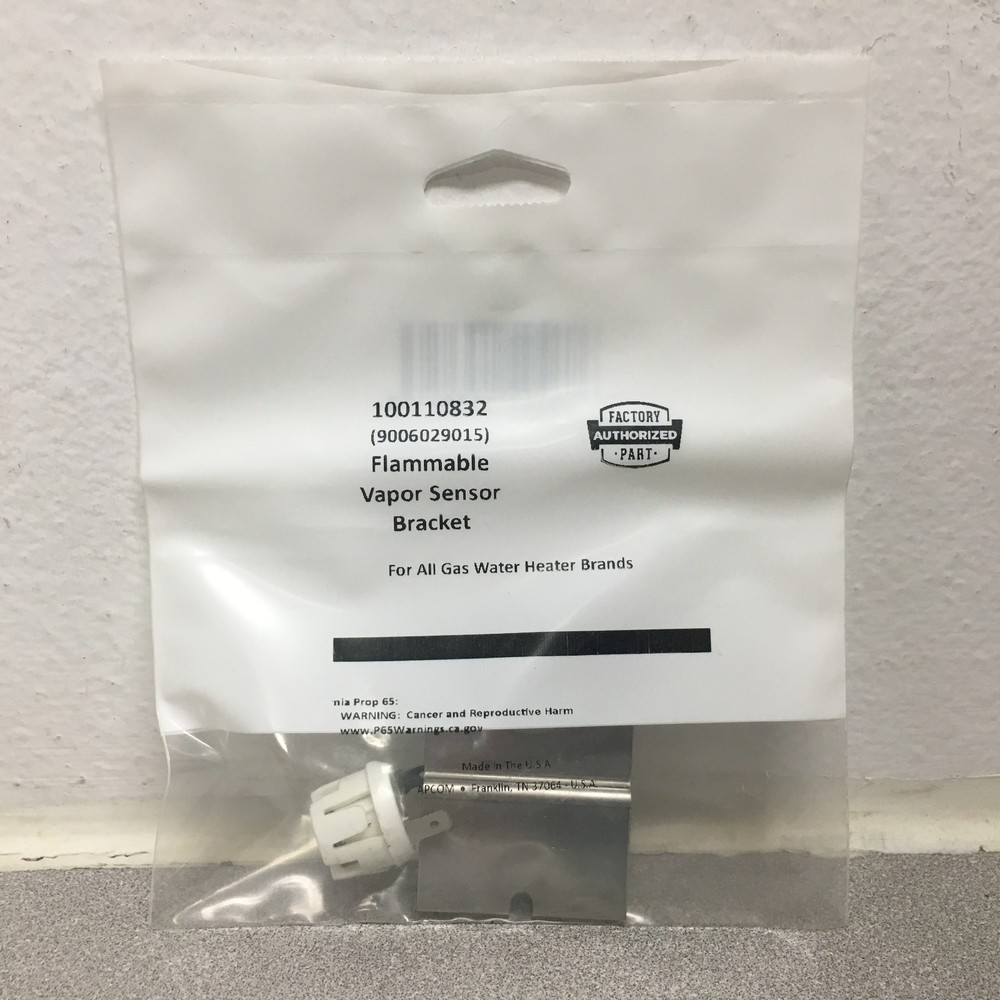 100110832
(9006029015)
Flammable
Vapor Sensor
Bracket
FACTORY
AUTHORIZED
·PART·
For All Gas Water Heater Brands
nia Prop 65:
WARNING: Cancer and Reproductive Harm
www.P65Warnings.ca.gov
Made In The U.S.A
APCOM • Franklin, TN 37064 - U.S.A.